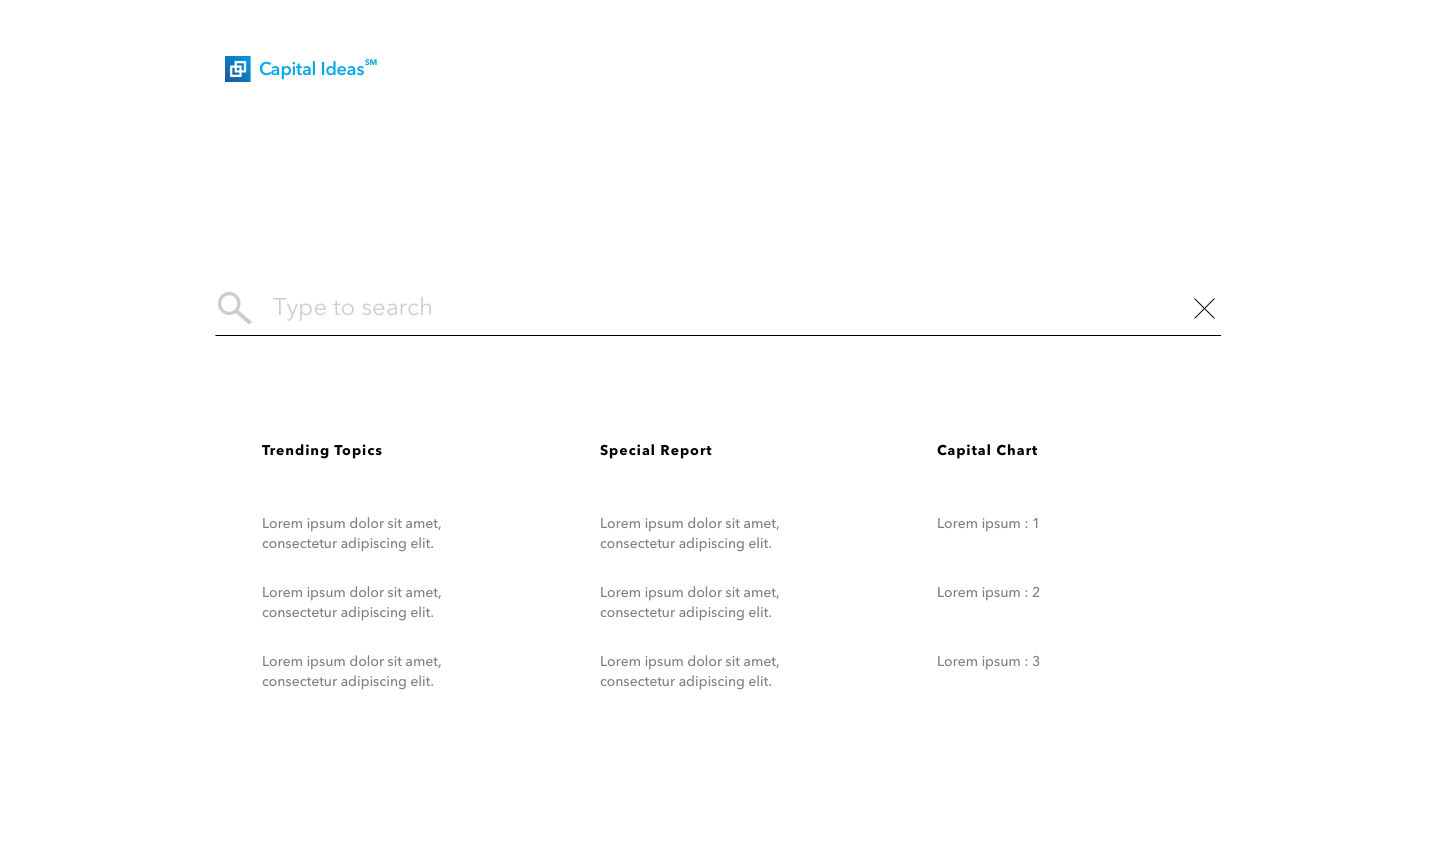 Capital Ideas℠
Type to search
Trending Topics
Lorem ipsum dolor sit amet,
consectetur adipiscing elit.
Lorem ipsum dolor sit amet,
consectetur adipiscing elit.
Lorem ipsum dolor sit amet,
consectetur adipiscing elit.
Special Report
Lorem ipsum dolor sit amet,
consectetur adipiscing elit.
Lorem ipsum dolor sit amet,
consectetur adipiscing elit.
Lorem ipsum dolor sit amet,
consectetur adipiscing elit.
Capital Chart
Lorem ipsum : 1
Lorem ipsum : 2
Lorem ipsum : 3